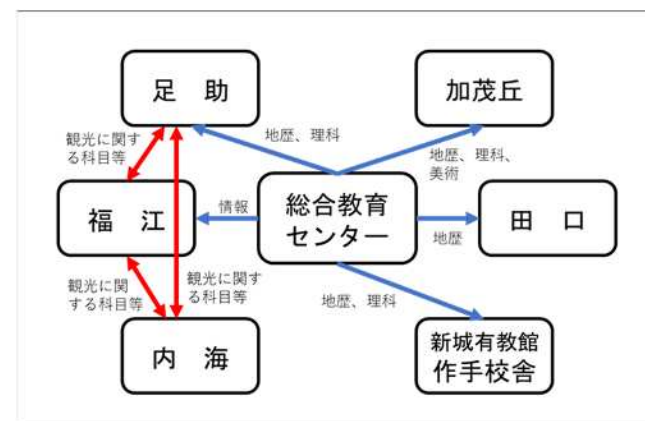 足 助
加茂丘
観光に関す
る科目等
地歴、理科
地歴、理科、
美術
福 江
情報
総合教育
センター
地歴
田 口
観光に関
する科目等
観光に関す
る科目等
地歴、理科
内 海
新城有教館
作手校舎